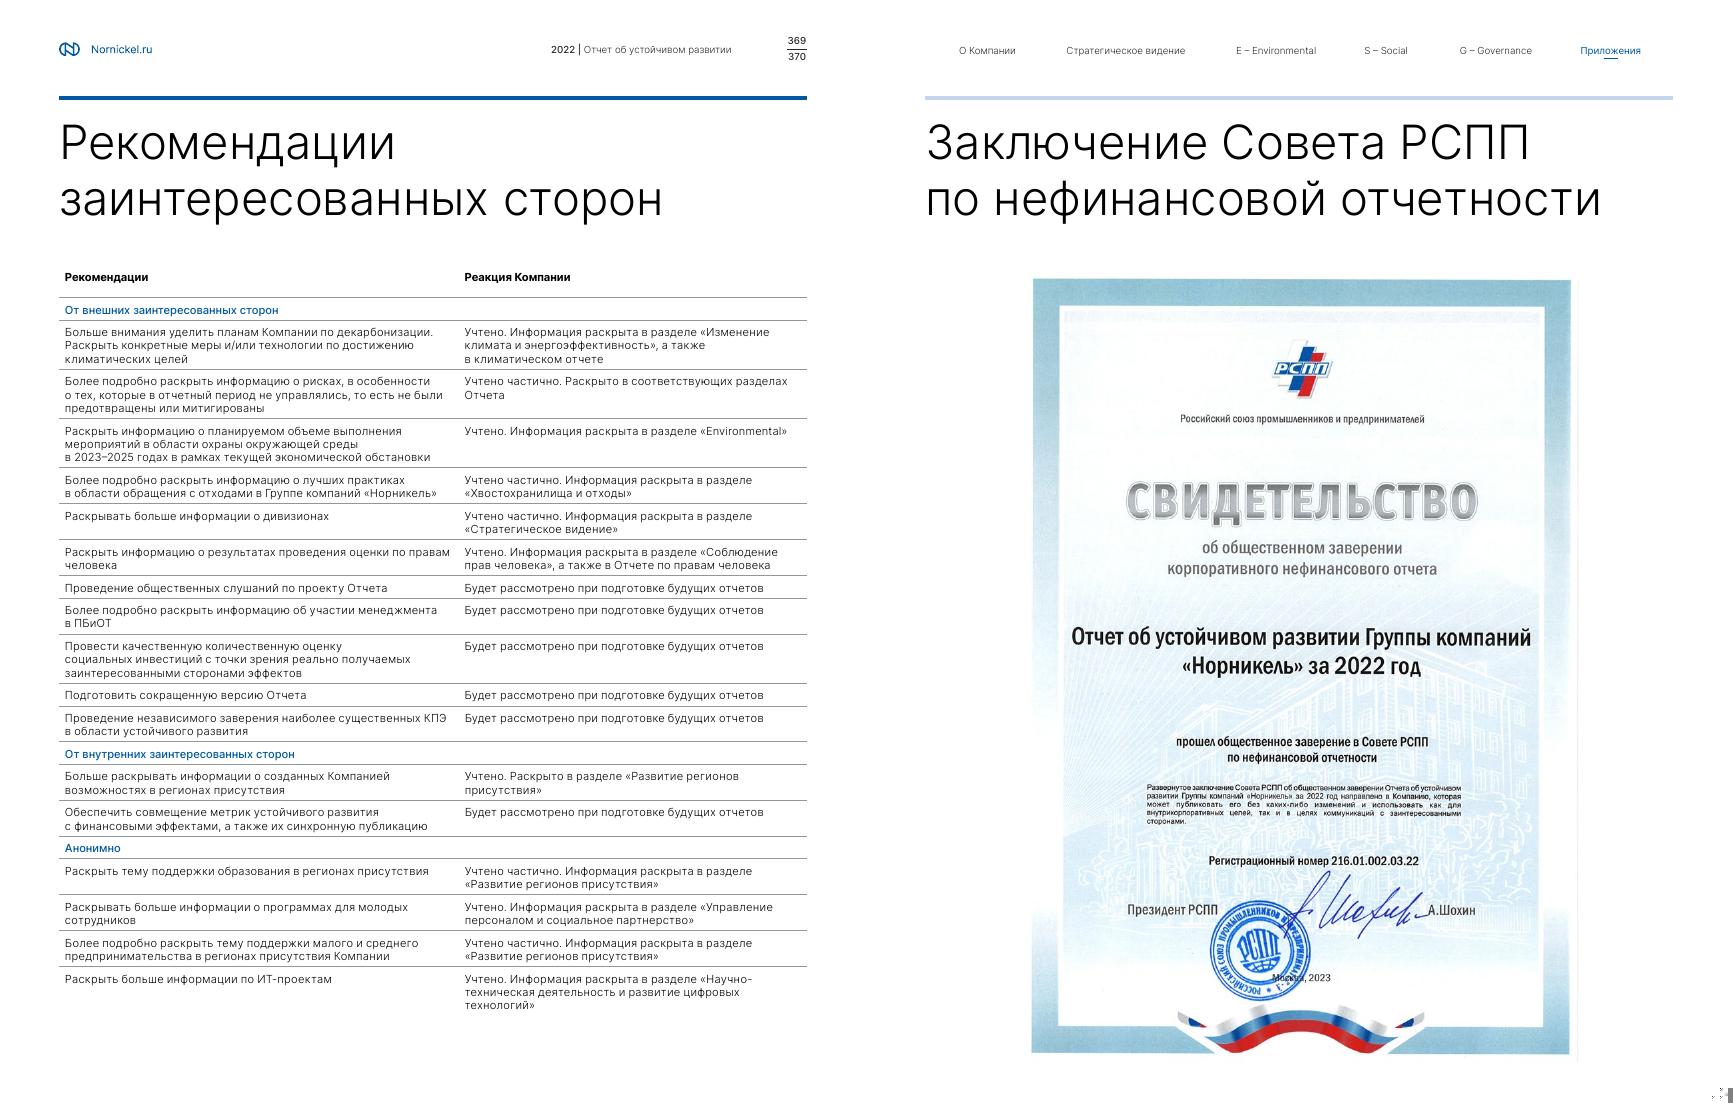 Nornickel.ru
2022 | Отчет об устойчивом развитии
369
370
Рекомендации
заинтересованных сторон
Рекомендации
Реакция Компании
От внешних заинтересованных сторон
Больше внимания уделить планам Компании по декарбонизации.
Раскрыть конкретные меры и/или технологии по достижению
климатических целей
Учтено. Информация раскрыта в разделе «Изменение
климата и энергоэффективность», а также
в климатическом отчете
Более подробно раскрыть информацию о рисках, в особенности
о тех, которые в отчетный период не управлялись, то есть не были
предотвращены или митигированы
Учтено частично. Раскрыто в соответствующих разделах
Отчета
Раскрыть информацию о планируемом объеме выполнения
мероприятий в области охраны окружающей среды
в 2023–2025 годах в рамках текущей экономической обстановки
Учтено. Информация раскрыта в разделе «Environmental»
Более подробно раскрыть информацию о лучших практиках
в области обращения с отходами в Группе компаний «Норникель»
Учтено частично. Информация раскрыта в разделе
«Хвостохранилища и отходы»
Раскрывать больше информации о дивизионах
Учтено частично. Информация раскрыта в разделе
«Стратегическое видение»
Раскрыть информацию о результатах проведения оценки по правам
человека
Учтено. Информация раскрыта в разделе «Соблюдение
прав человека», а также в Отчете по правам человека
Проведение общественных слушаний по проекту Отчета
Будет рассмотрено при подготовке будущих отчетов
Более подробно раскрыть информацию об участии менеджмента
в ПБиОТ
Будет рассмотрено при подготовке будущих отчетов
Провести качественную количественную оценку
социальных инвестиций с точки зрения реально получаемых
заинтересованными сторонами эффектов
Будет рассмотрено при подготовке будущих отчетов
Подготовить сокращенную версию Отчета
Будет рассмотрено при подготовке будущих отчетов
Проведение независимого заверения наиболее существенных КПЭ
в области устойчивого развития
Будет рассмотрено при подготовке будущих отчетов
От внутренних заинтересованных сторон
Больше раскрывать информации о созданных Компанией
возможностях в регионах присутствия
Учтено. Раскрыто в разделе «Развитие регионов
присутствия»
Обеспечить совмещение метрик устойчивого развития
с финансовыми эффектами, а также их синхронную публикацию
Будет рассмотрено при подготовке будущих отчетов
Анонимно
Раскрыть тему поддержки образования в регионах присутствия
Учтено частично. Информация раскрыта в разделе
«Развитие регионов присутствия»
Раскрывать больше информации о программах для молодых
сотрудников
Учтено. Информация раскрыта в разделе «Управление
персоналом и социальное партнерство»
Более подробно раскрыть тему поддержки малого и среднего
предпринимательства в регионах присутствия Компании
Учтено частично. Информация раскрыта в разделе
«Развитие регионов присутствия»
Раскрыть больше информации по ИТ-проектам
Учтено. Информация раскрыта в разделе «Научно-
техническая деятельность и развитие цифровых
технологий»
О Компании
Стратегическое видение
E – Environmental
S – Social
G – Governance
Приложения
Заключение Совета РСПП
по нефинансовой отчетности
РСПП
Российский союз промышленников и предпринимателей
СВИДЕТЕЛЬСТВО
об общественном заверении
корпоративного нефинансового отчета
Отчет об устойчивом развитии Группы компаний
«Норникель» за 2022 год
прошел общественное заверение в Совете РСПП
по нефинансовой отчетности
Развернутое заключение Совета РСПП об общественном заверении Отчета об устойчивом
развитии Группы компаний «Норникель» за 2022 год направлено в Компанию, которая
может публиковать его без каких-либо изменений и использовать как для
внутрикорпоративных целей, так и в целях коммуникаций с заинтересованными
сторонами.
Регистрационный номер 216.01.002.03.22
Президент РСПП
А.Шохин
РСПП
Москва, 2023